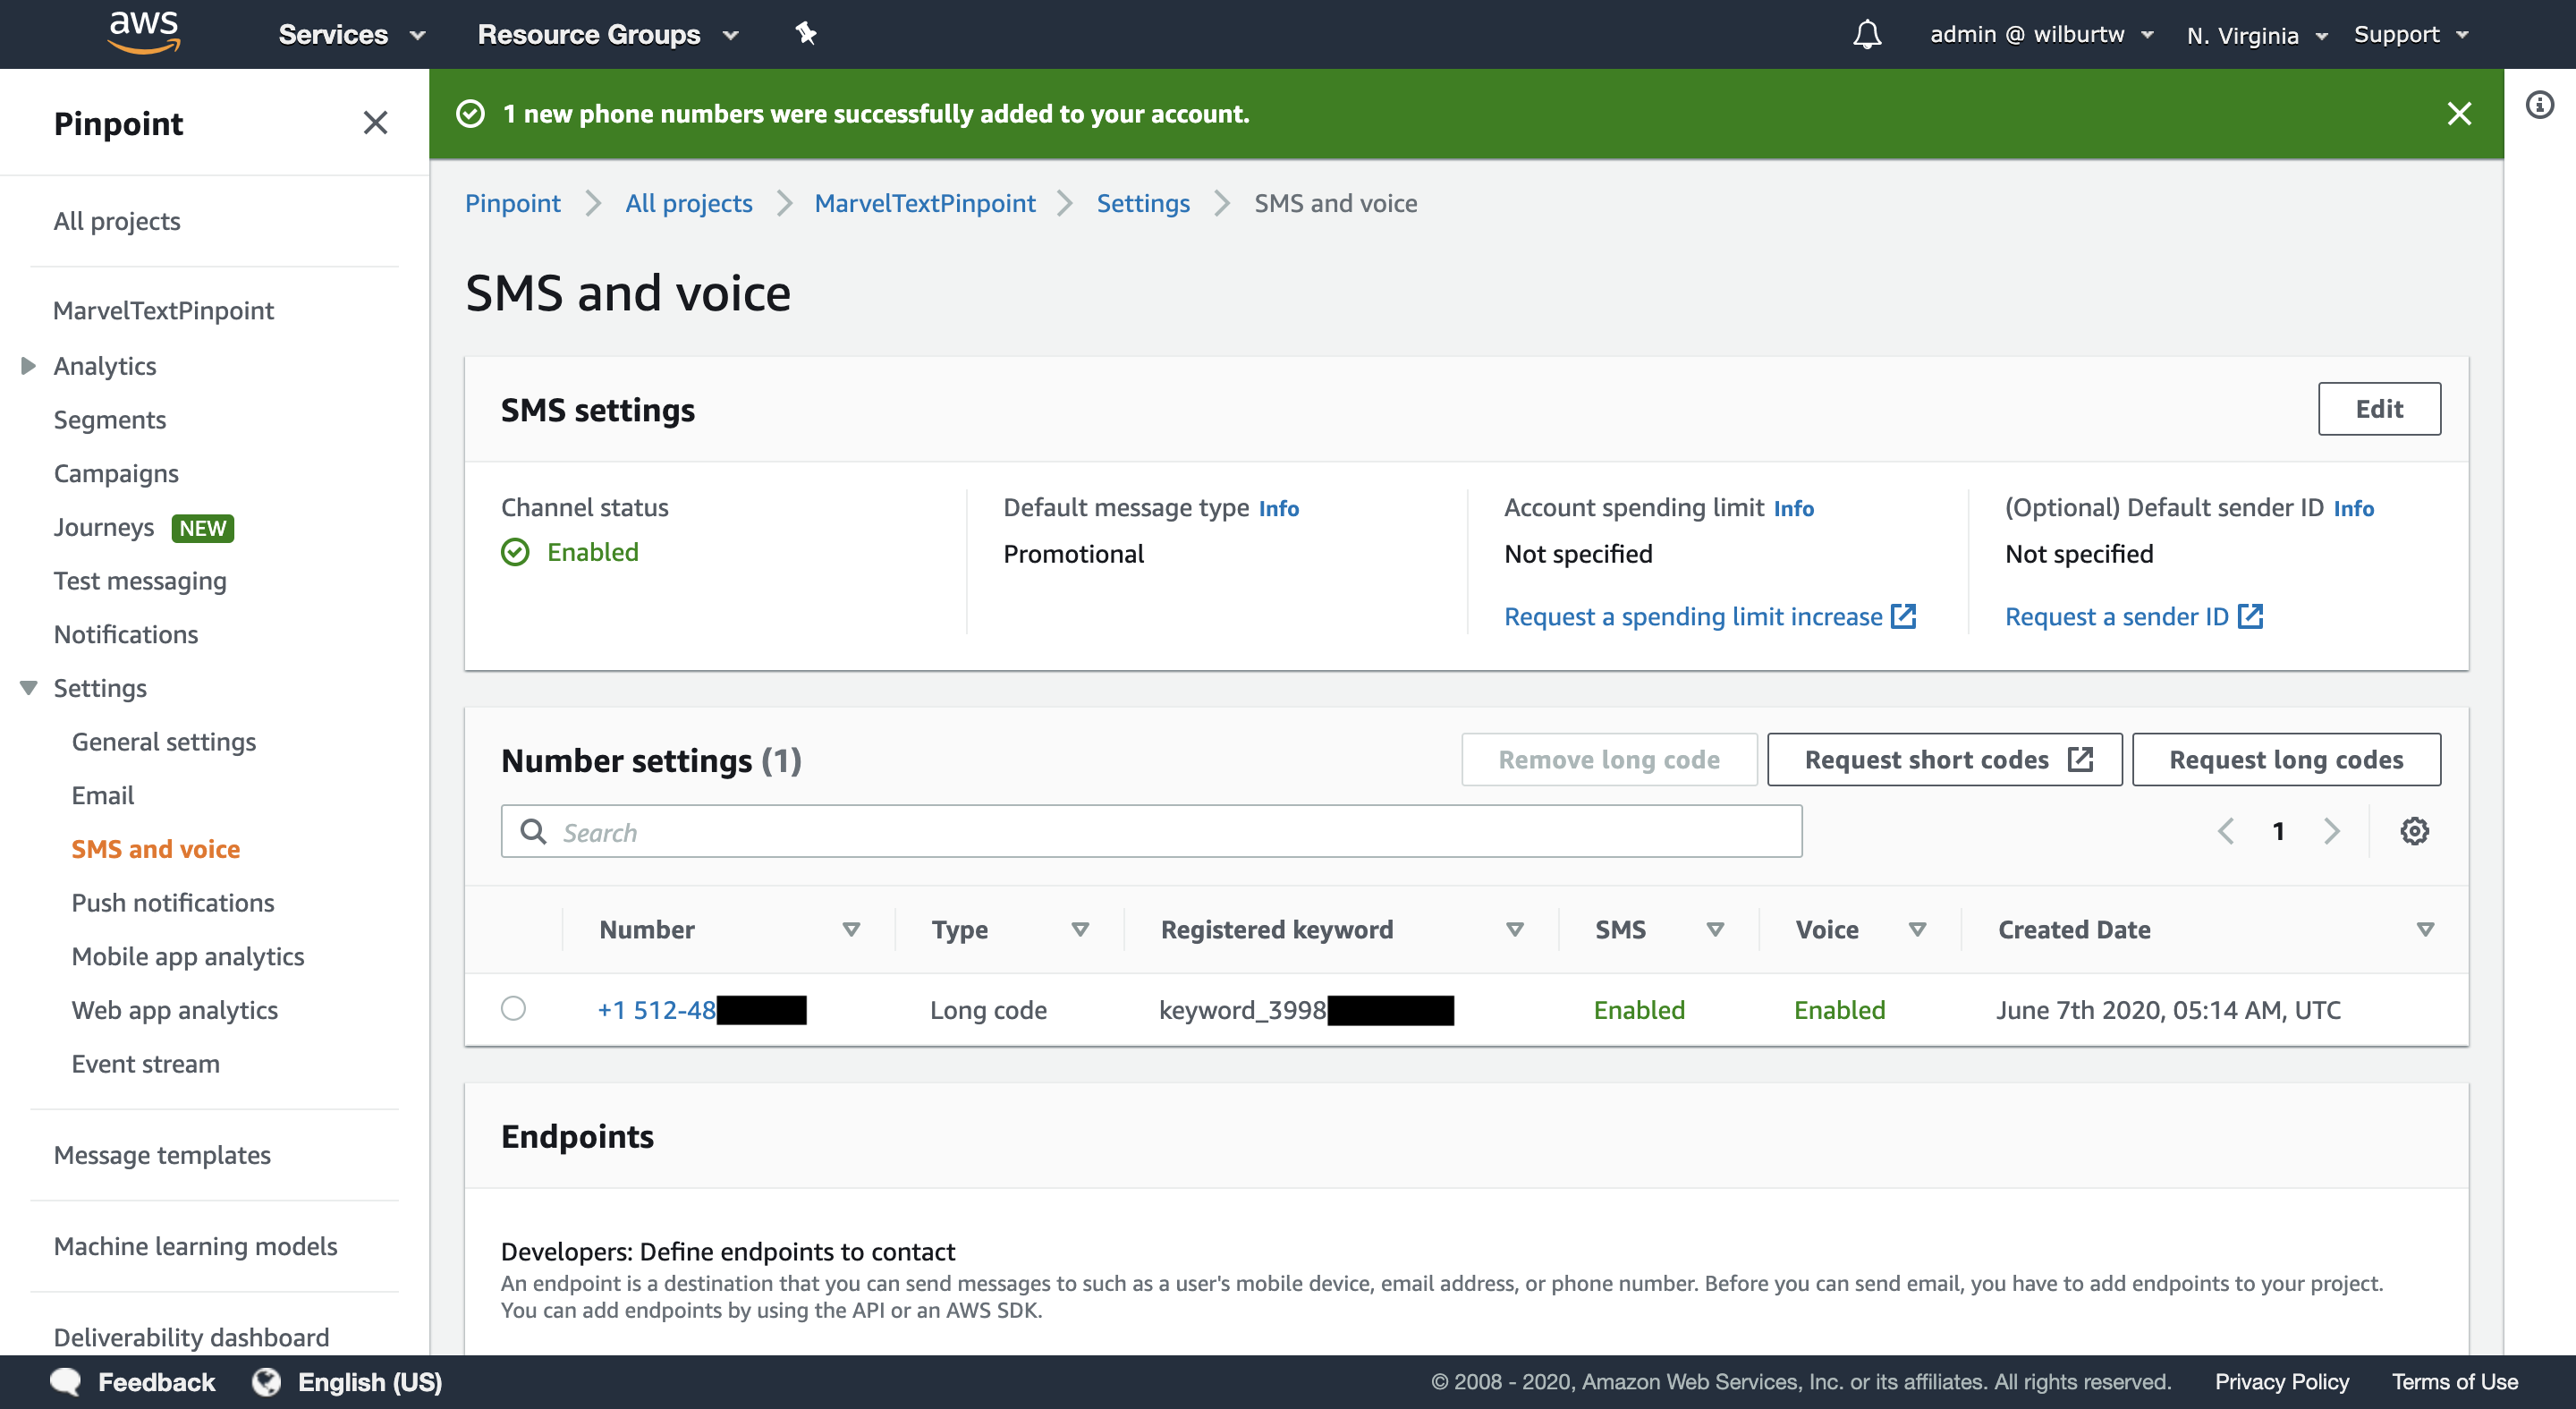 aws Services Resource Groups admin @ wilburtw N. Virginia Support
Pinpoint
All projects
MarvelTextPinpoint
Analytics
Segments
Campaigns
Journeys NEW
Test messaging
Notifications
Settings
General settings
Email
SMS and voice
Push notifications
Mobile app analytics
Web app analytics
Event stream
Message templates
Machine learning models
Deliverability dashboard
1 new phone numbers were successfully added to your account.
Pinpoint All projects MarvelTextPinpoint Settings SMS and voice
SMS and voice
SMS settings Edit
Channel status Default message type Info Account spending limit Info (Optional) Default sender ID Info
Enabled Promotional Not specified Not specified
Request a spending limit increase Request a sender ID
Number settings (1) Remove long code Request short codes Request long codes
Search 1
Number Type Registered keyword SMS Voice Created Date
+1 512-48 Long code keyword_3998 Enabled Enabled June 7th 2020, 05:14 AM, UTC
Endpoints
Developers: Define endpoints to contact
An endpoint is a destination that you can send messages to such as a user's mobile device, email address, or phone number. Before you can send email, you have to add endpoints to your project.
You can add endpoints by using the API or an AWS SDK.
Feedback English (US) © 2008 - 2020, Amazon Web Services, Inc. or its affiliates. All rights reserved. Privacy Policy Terms of Use